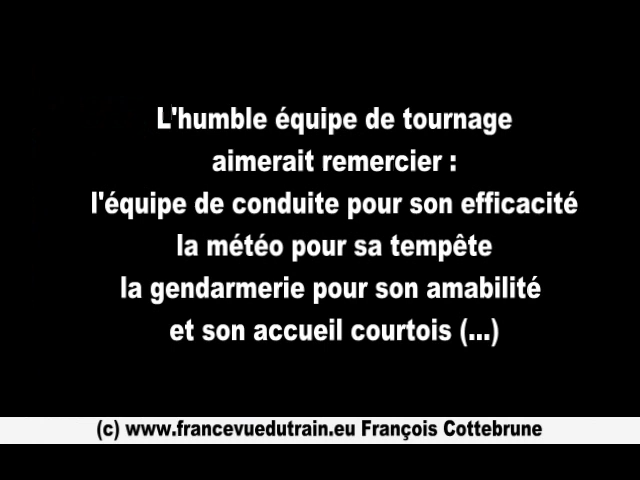 L'humble équipe de tournage
aimerait remercier :
l'équipe de conduite pour son efficacité
la météo pour sa tempête
la gendarmerie pour son amabilité
et son accueil courtois (...)
(c) www.francevuedutrain.eu François Cottebrune